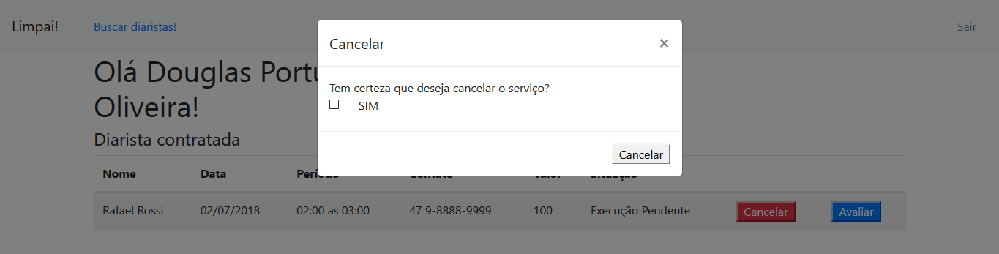 Limpai!
Buscar diaristas!
Sair
Cancelar
×
Tem certeza que deseja cancelar o serviço?
SIM
Cancelar
Olá Douglas Portu
Oliveira!
Diarista contratada
Nome Data Período Contato Valor Situação
Rafael Rossi 02/07/2018 02:00 as 03:00 47 9-8888-9999 100 Execução Pendente Cancelar Avaliar